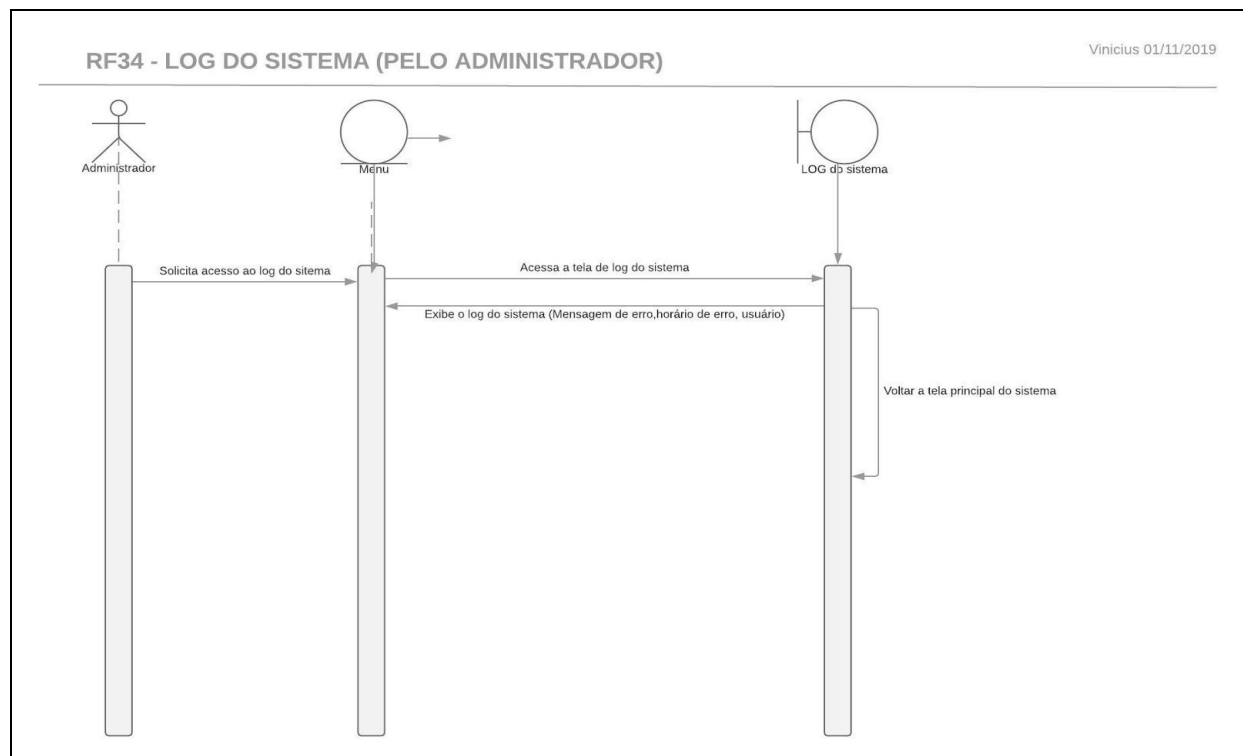 RF34 - LOG DO SISTEMA (PELO ADMINISTRADOR)
Vinicius 01/11/2019
Administrador
Menu
LOG do sistema
Solicita acesso ao log do sitema
Acessa a tela de log do sistema
Exibe o log do sistema (Mensagem de erro,horário de erro, usuário)
Voltar a tela principal do sistema